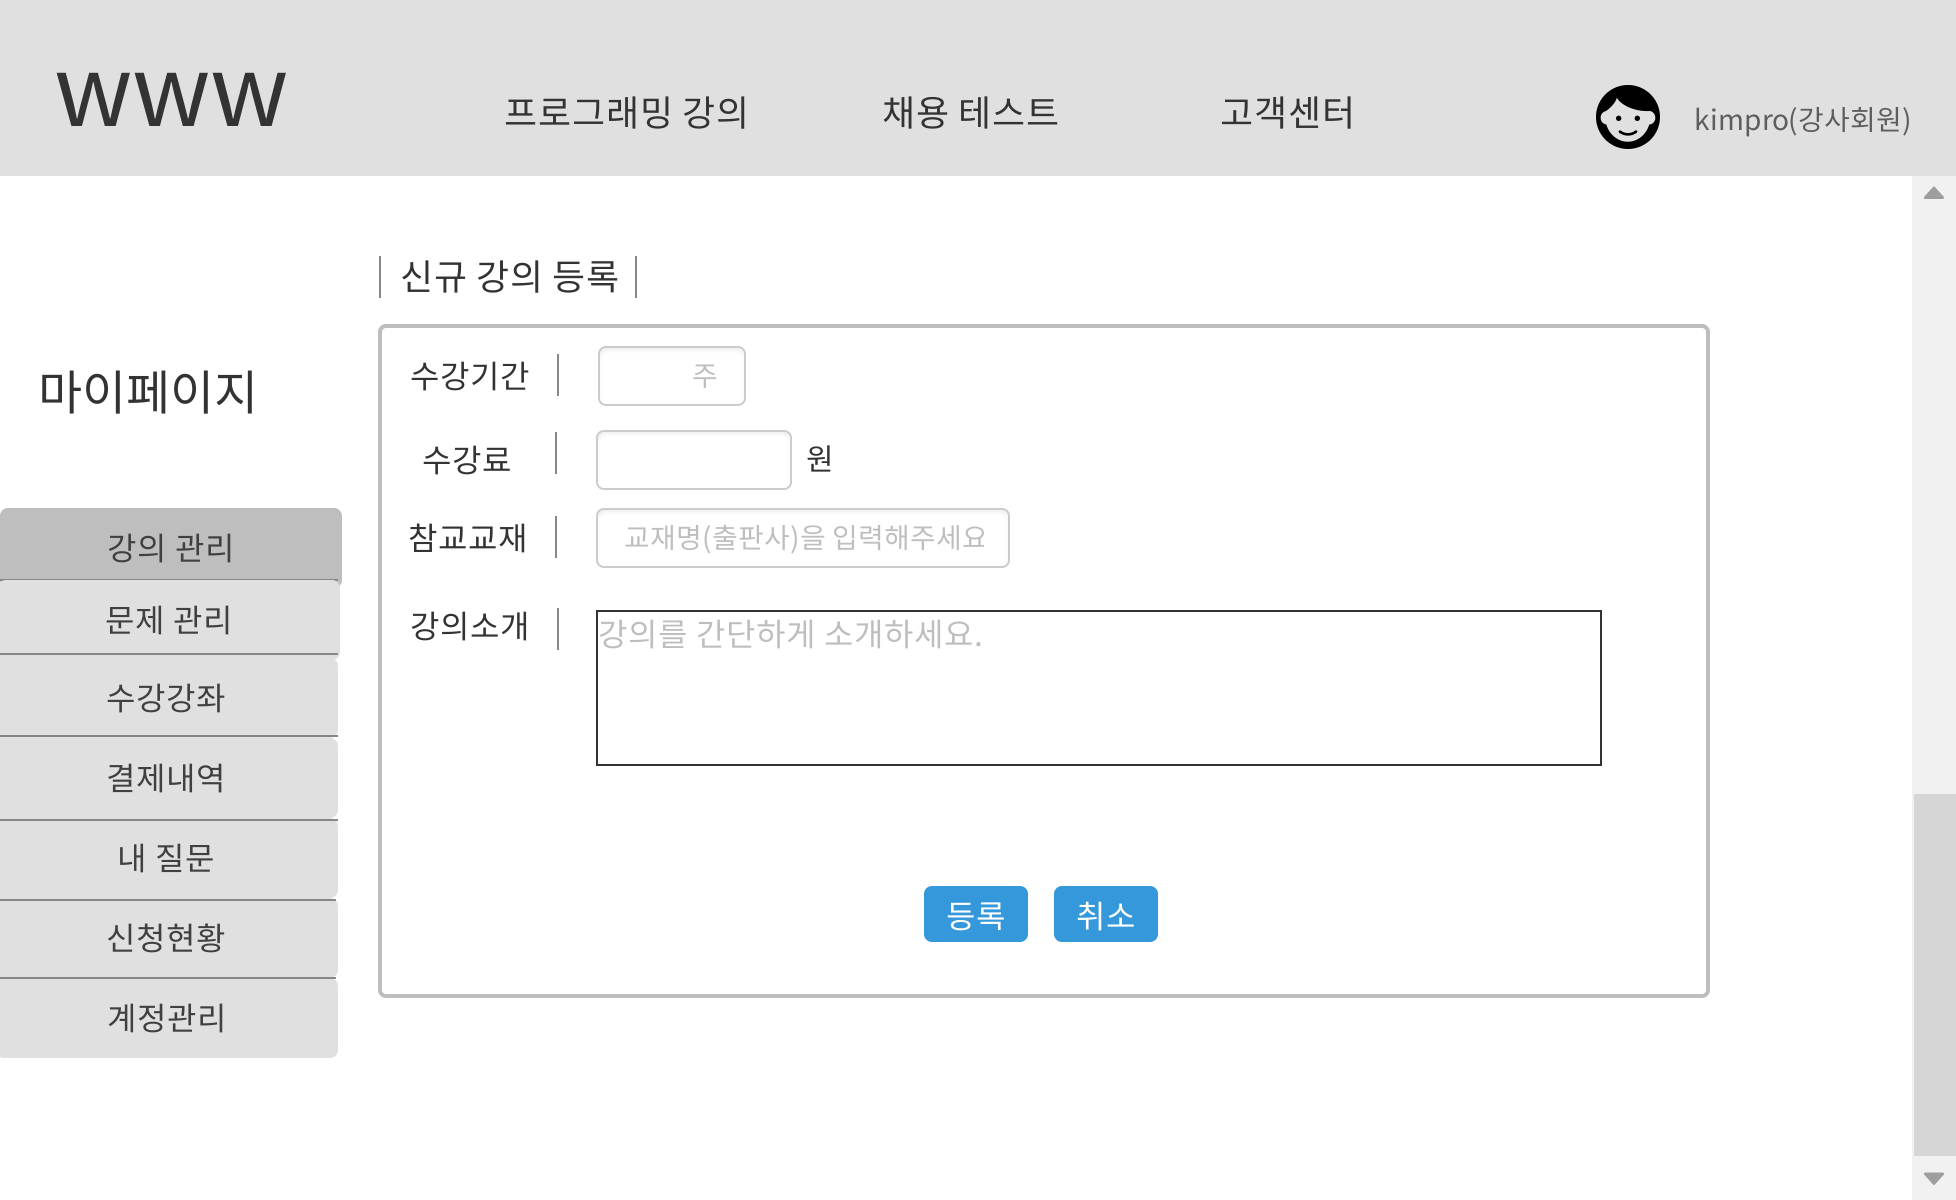 www
프로그래밍 강의
채용 테스트
고객센터
kimpro(강사회원)
마이페이지
강의 관리
문제 관리
수강강좌
결제내역
내 질문
신청현황
계정관리
신규 강의 등록
수강기간
주
수강료
원
참교교재
교재명(출판사)을 입력해주세요
강의소개
강의를 간단하게 소개하세요.
등록
취소